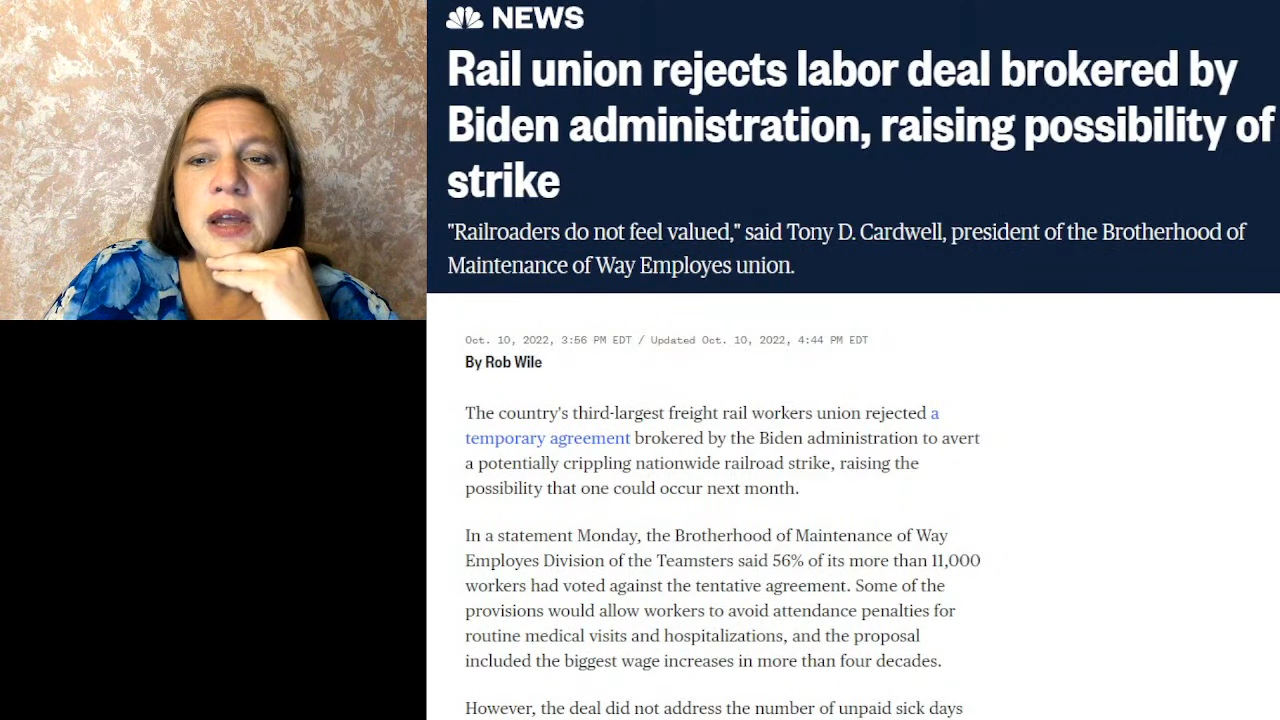 NEWS
Rail union rejects labor deal brokered by
Biden administration, raising possibility of
strike
"Railroaders do not feel valued," said Tony D. Cardwell, president of the Brotherhood of
Maintenance of Way Employes union.
Oct. 10, 2022, 3:56 PM EDT / Updated Oct. 10, 2022, 4:44 PM EDT
By Rob Wile
The country's third-largest freight rail workers union rejected a
temporary agreement brokered by the Biden administration to avert
a potentially crippling nationwide railroad strike, raising the
possibility that one could occur next month.
In a statement Monday, the Brotherhood of Maintenance of Way
Employes Division of the Teamsters said 56% of its more than 11,000
workers had voted against the tentative agreement. Some of the
provisions would allow workers to avoid attendance penalties for
routine medical visits and hospitalizations, and the proposal
included the biggest wage increases in more than four decades.
However, the deal did not address the number of unpaid sick days